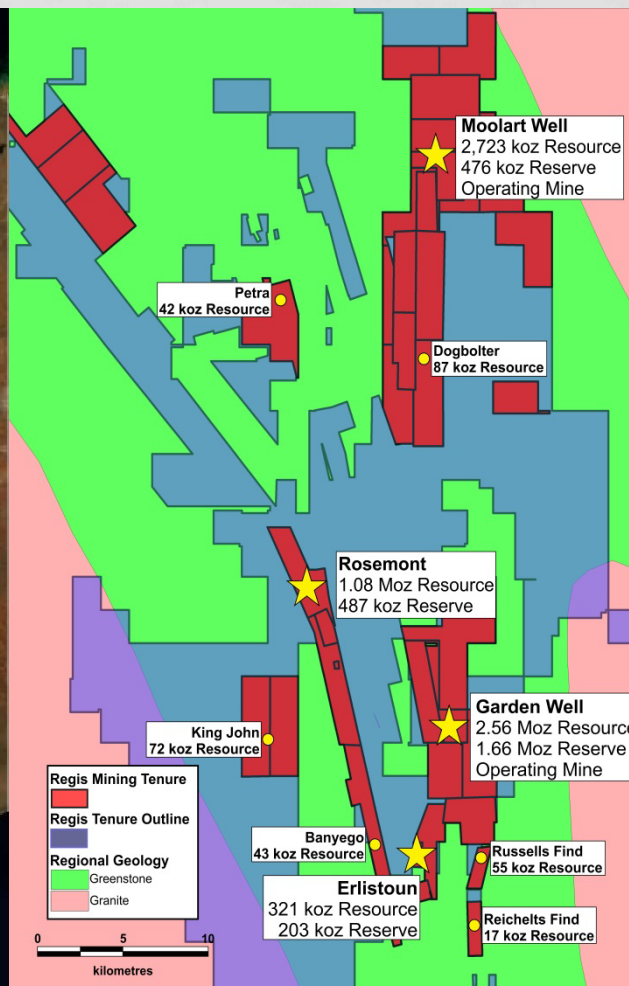 Moolart Well
2,723 koz Resource
476 koz Reserve
Operating Mine
Petra
42 koz Resource
Dogbolter
87 koz Resource
Rosemont
1.08 Moz Resource
487 koz Reserve
Garden Well
2.56 Moz Resource
1.66 Moz Reserve
Operating Mine
King John
72 koz Resource
Banyego
43 koz Resource
Russells Find
55 koz Resource
Erlistoun
321 koz Resource
203 koz Reserve
Reichelts Find
17 koz Resource
Regis Mining Tenure
Regis Tenure Outline
Regional Geology
Greenstone
Granite
0 5 10
kilometres